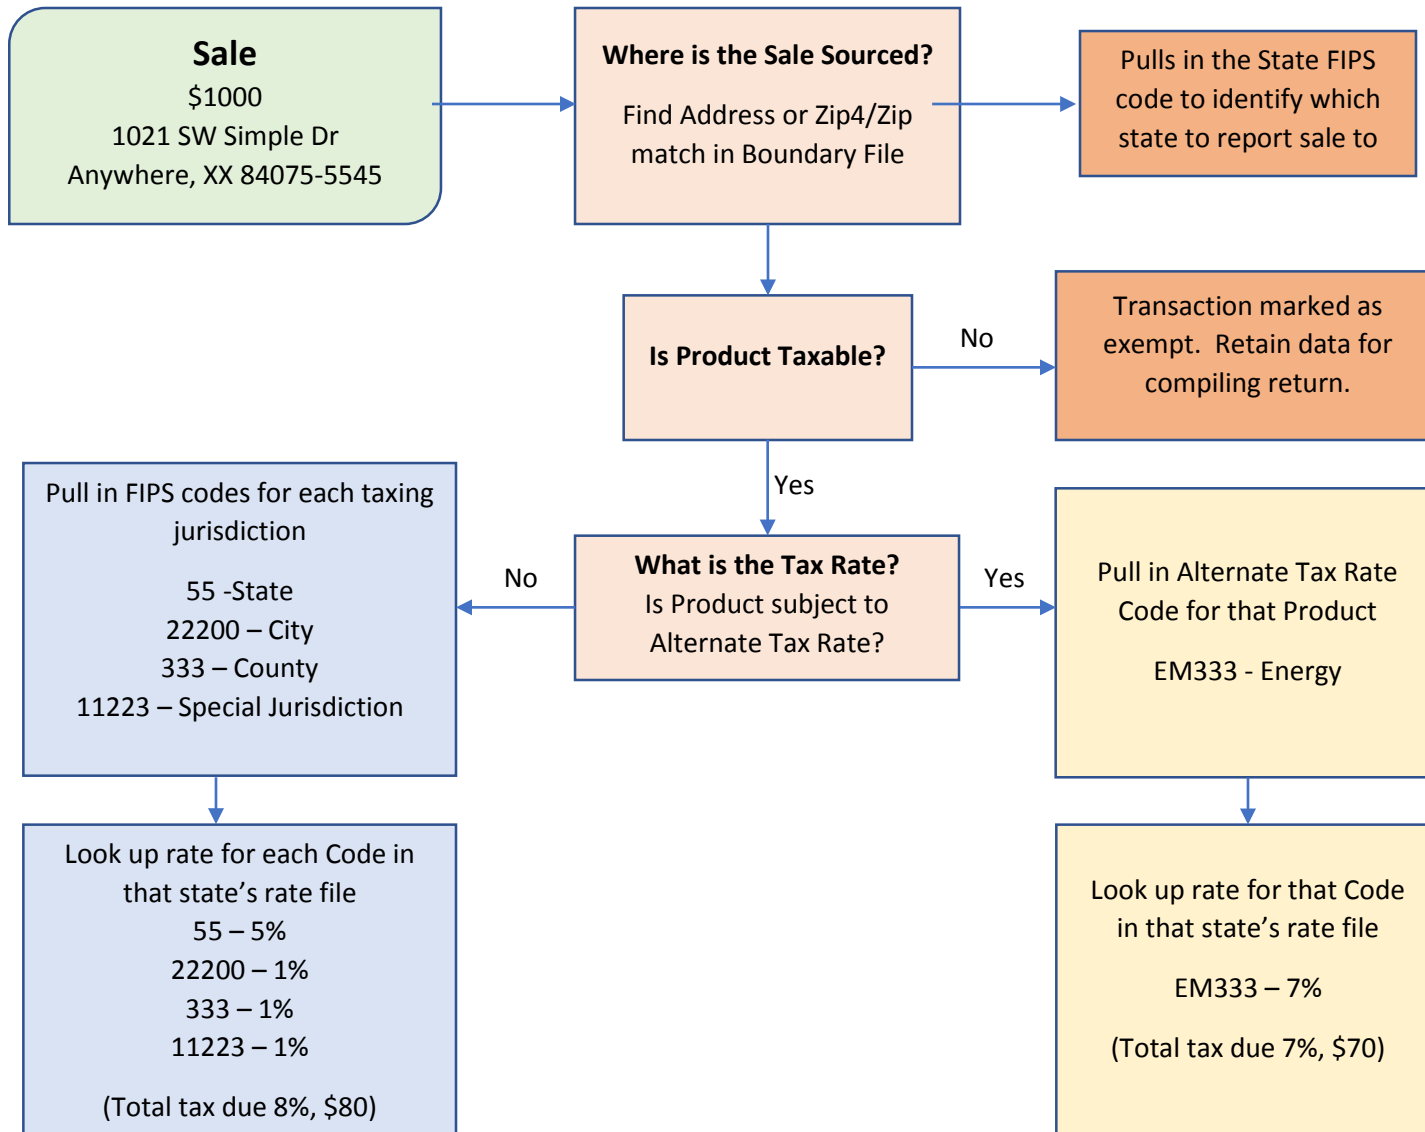 Sale
$1000
1021 SW Simple Dr
Anywhere, XX 84075-5545
Where is the Sale Sourced?
Find Address or Zip4/Zip
match in Boundary File
Pulls in the State FIPS
code to identify which
state to report sale to
Is Product Taxable?
No
Transaction marked as
exempt.  Retain data for
compiling return.
Yes
What is the Tax Rate?
Is Product subject to
Alternate Tax Rate?
No
Yes
Pull in FIPS codes for each taxing
jurisdiction
55 -State
22200 – City
333 – County
11223 – Special Jurisdiction
Pull in Alternate Tax Rate
Code for that Product
EM333 - Energy
Look up rate for each Code in
that state’s rate file
55 – 5%
22200 – 1%
333 – 1%
11223 – 1%
(Total tax due 8%, $80)
Look up rate for that Code
in that state’s rate file
EM333 – 7%
(Total tax due 7%, $70)